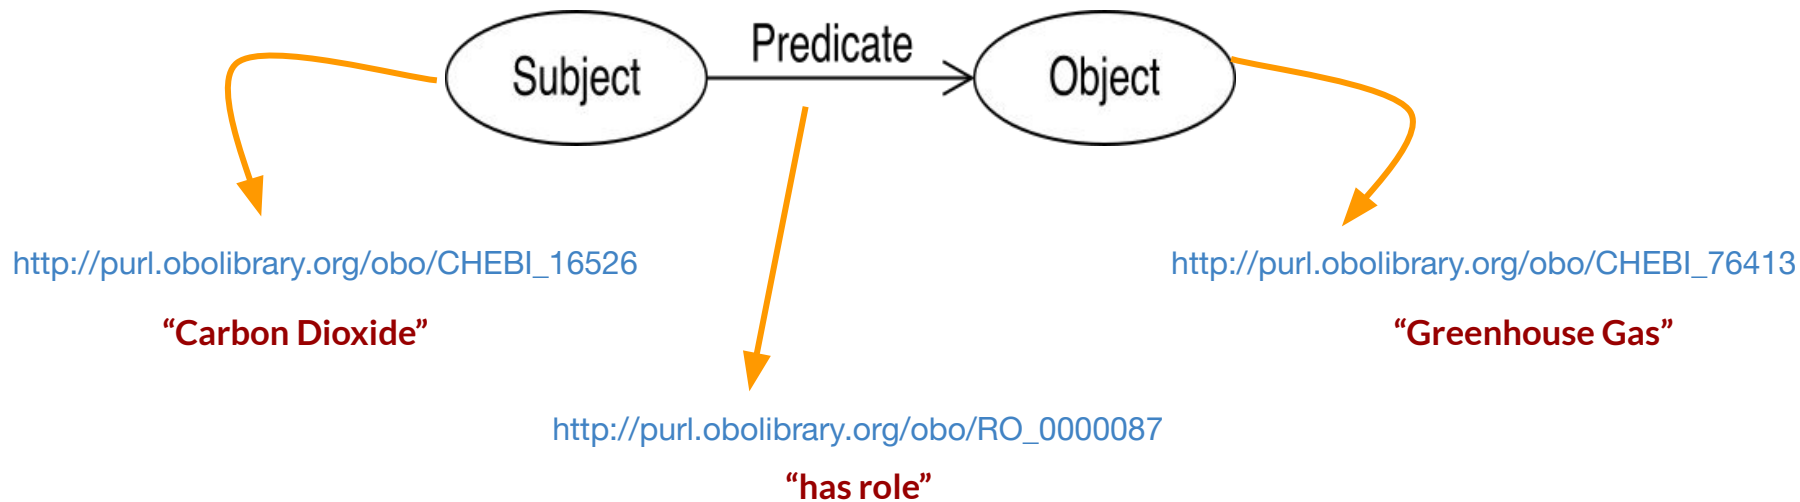 Subject
Predicate
Object
http://purl.obolibrary.org/obo/CHEBI_16526
“Carbon Dioxide”
http://purl.obolibrary.org/obo/CHEBI_76413
“Greenhouse Gas”
http://purl.obolibrary.org/obo/RO_0000087
“has role”